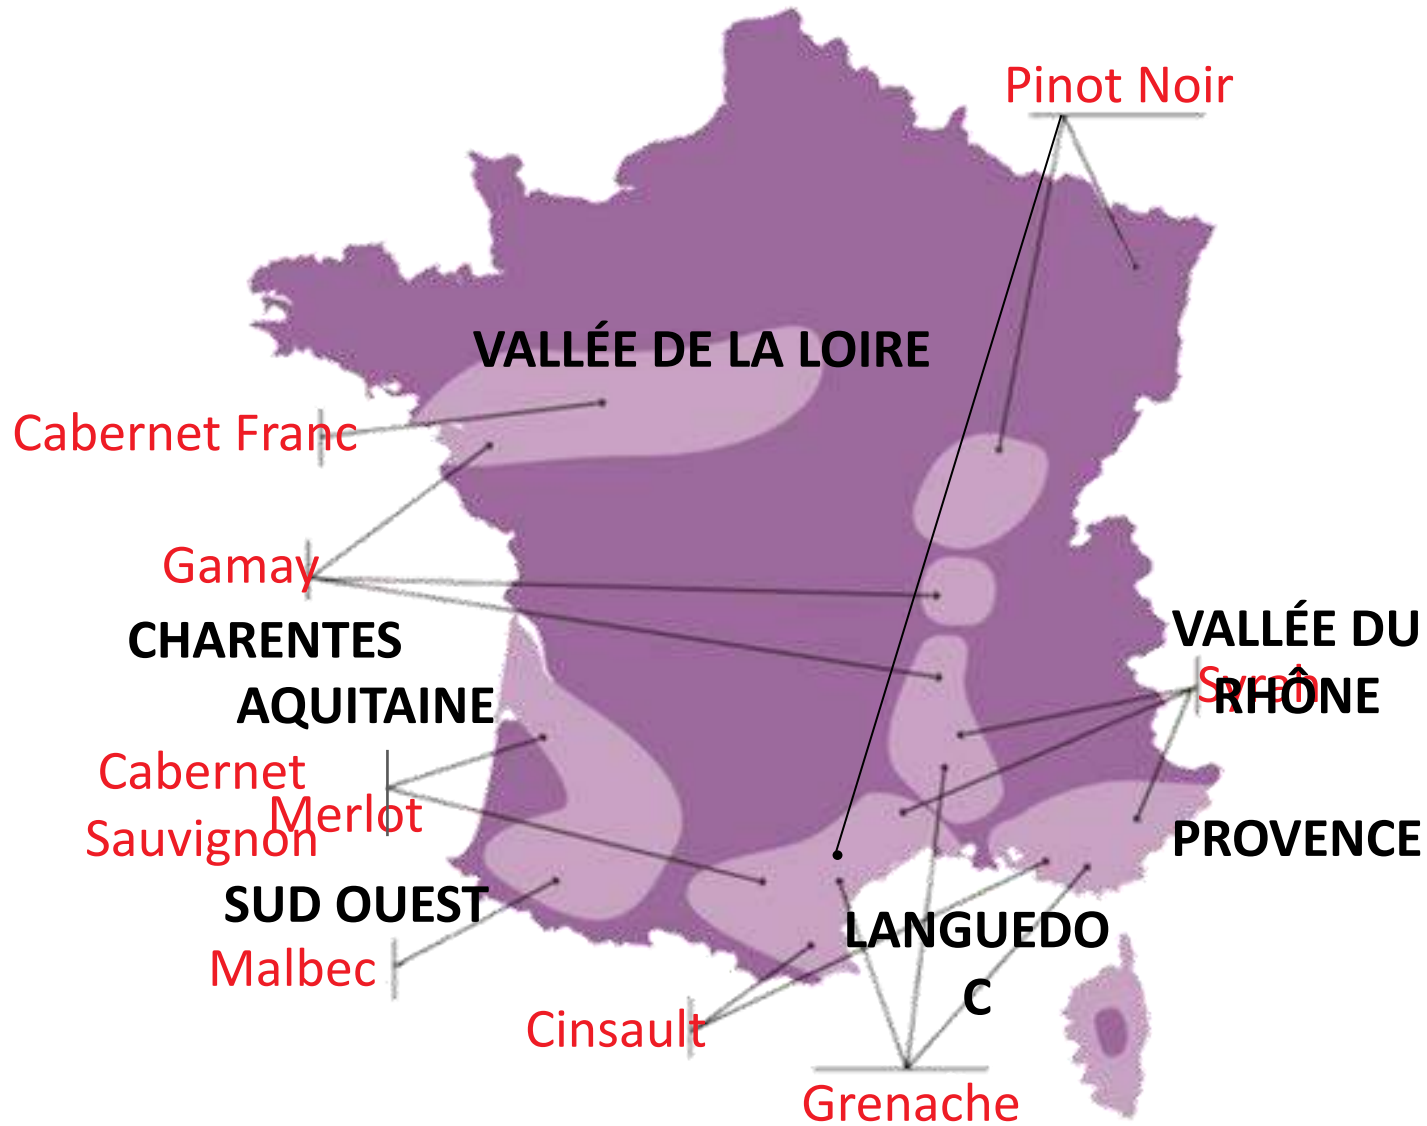 Pinot Noir
VALLÉE DE LA LOIRE
Cabernet Franc
Gamay
CHARENTES
AQUITAINE
VALLÉE DU
RHÔNE
Syrah
Cabernet
Sauvignon
Merlot
PROVENCE
SUD OUEST
LANGUEDO
C
Malbec
Cinsault
Grenache